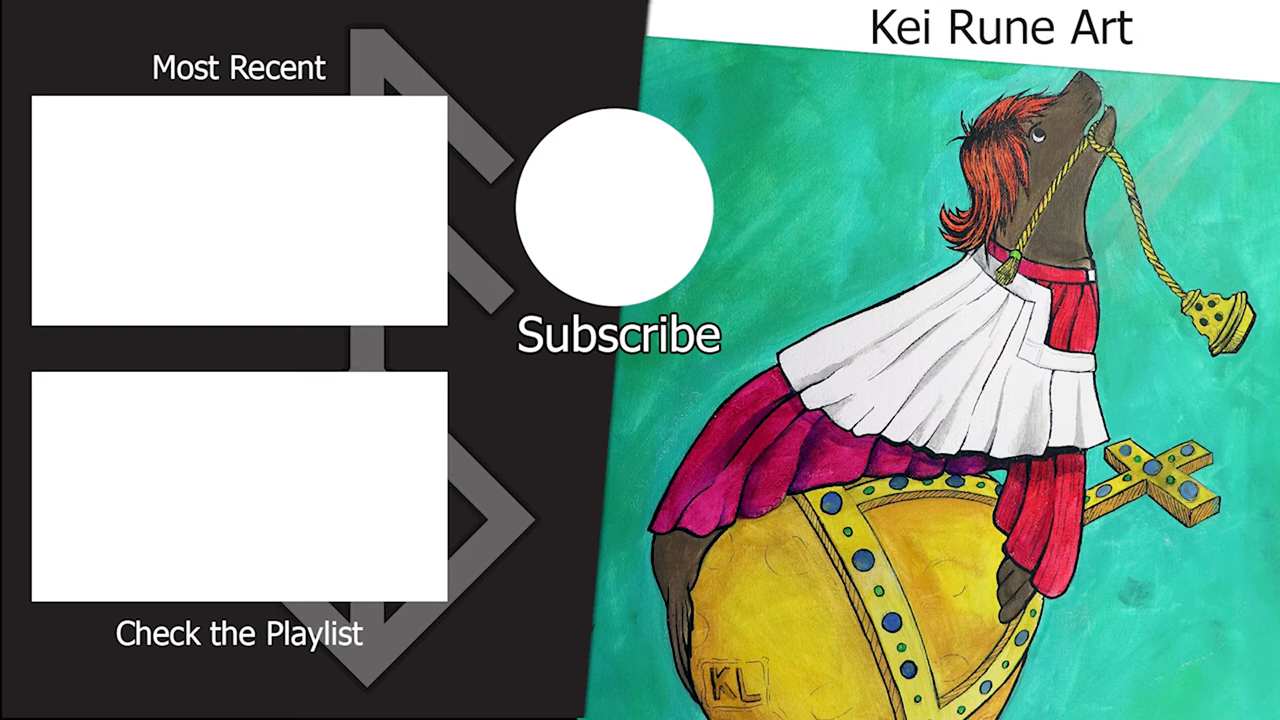 Kei Rune Art
Most Recent
Subscribe
Check the Playlist
KL